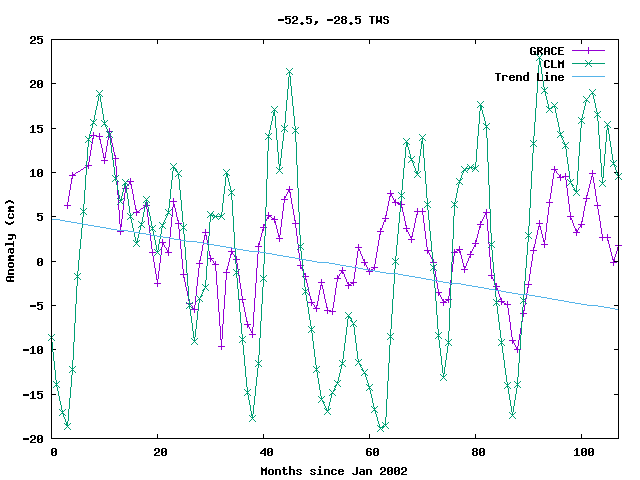 -52.5, -28.5 TWS
25
20
15
10
5
0
-5
-10
-15
-20
Anomaly (cm)
GRACE
CLM
Trend Line
0 20 40 60 80 100
Months since Jan 2002